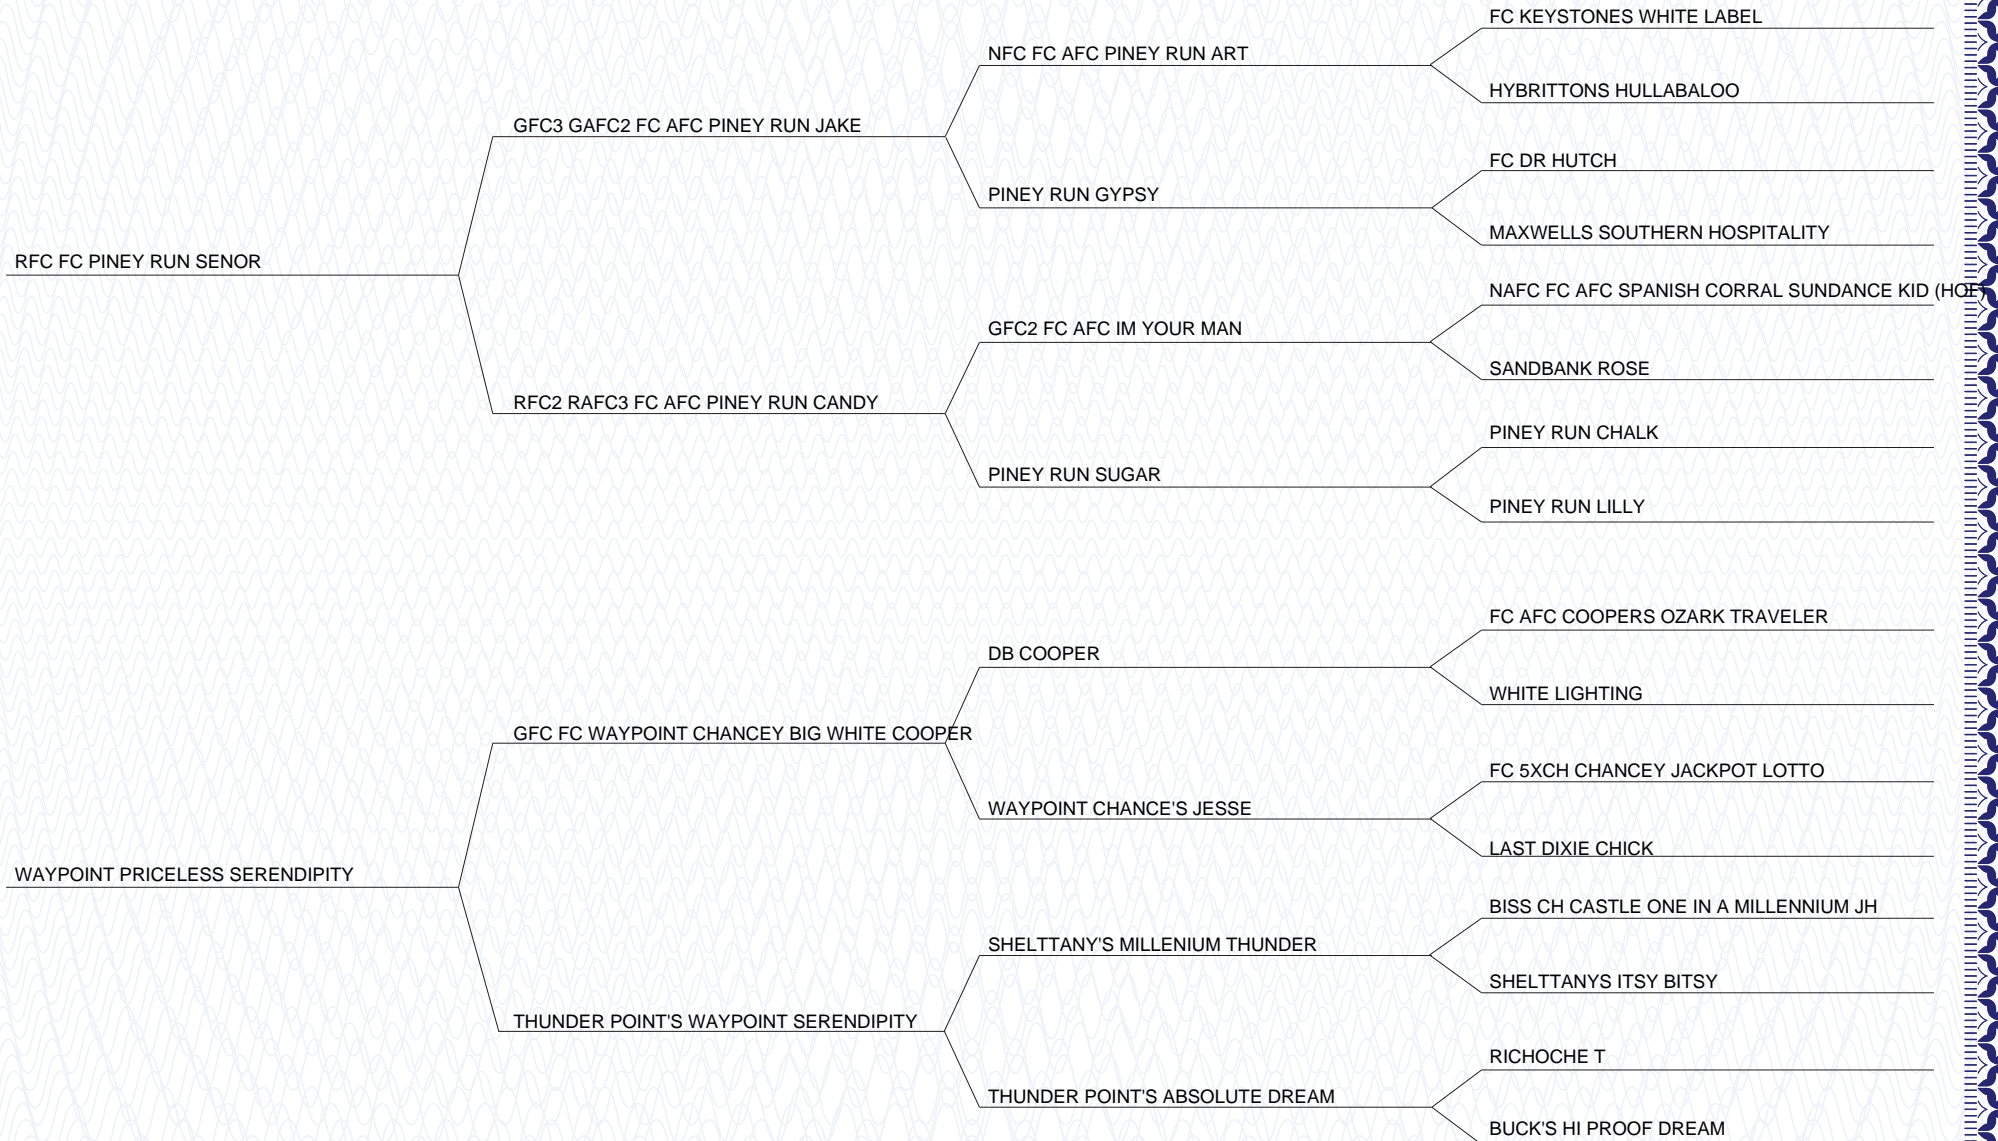 FC KEYSTONES WHITE LABEL
NFC FC AFC PINEY RUN ART
HYBRITTONS HULLABALOO
GFC3 GAFC2 FC AFC PINEY RUN JAKE
FC DR HUTCH
PINEY RUN GYPSY
MAXWELLS SOUTHERN HOSPITALITY
RFC FC PINEY RUN SENOR
NAFC FC AFC SPANISH CORRAL SUNDANCE KID (HOF)
GFC2 FC AFC IM YOUR MAN
SANDBANK ROSE
RFC2 RAFC3 FC AFC PINEY RUN CANDY
PINEY RUN CHALK
PINEY RUN SUGAR
PINEY RUN LILLY
FC AFC COOPERS OZARK TRAVELER
DB COOPER
WHITE LIGHTING
GFC FC WAYPOINT CHANCEY BIG WHITE COOPER
FC 5XCH CHANCEY JACKPOT LOTTO
WAYPOINT CHANCE'S JESSE
LAST DIXIE CHICK
WAYPOINT PRICELESS SERENDIPITY
BISS CH CASTLE ONE IN A MILLENNIUM JH
SHELTTANY'S MILLENIUM THUNDER
SHELTTANYS ITSY BITSY
THUNDER POINT'S WAYPOINT SERENDIPITY
RICHOCHE T
THUNDER POINT'S ABSOLUTE DREAM
BUCK'S HI PROOF DREAM